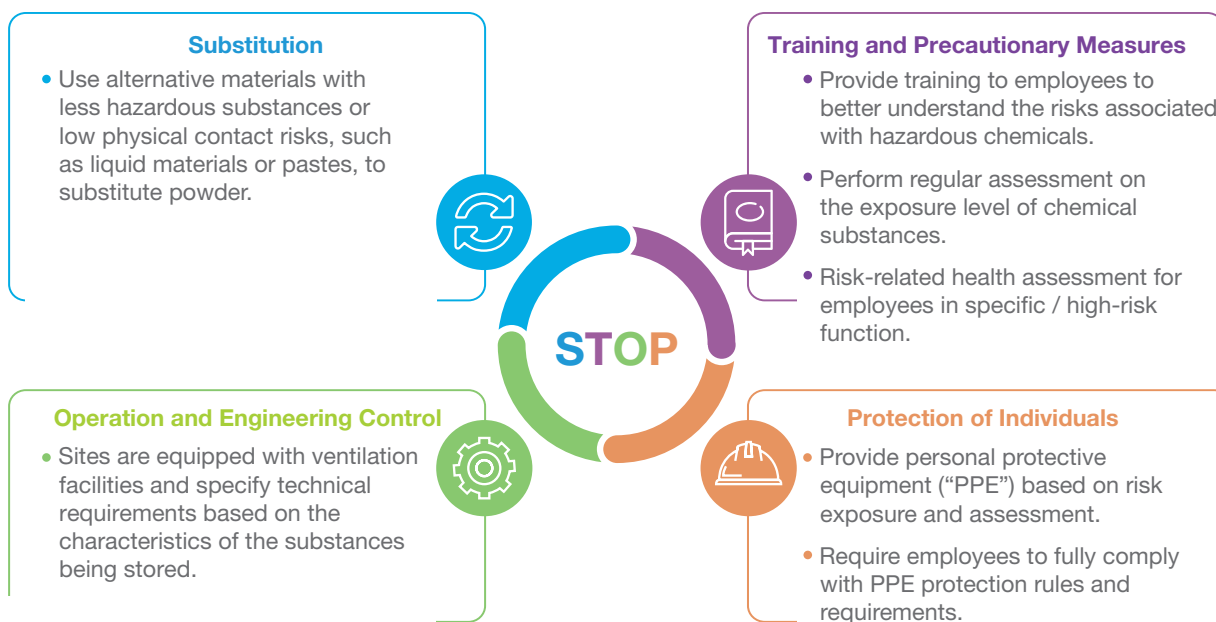 Substitution
• Use alternative materials with
less hazardous substances or
low physical contact risks, such
as liquid materials or pastes, to
substitute powder.
Training and Precautionary Measures
• Provide training to employees to
better understand the risks associated
with hazardous chemicals.
• Perform regular assessment on
the exposure level of chemical
substances.
• Risk-related health assessment for
employees in specific / high-risk
function.
STOP
Operation and Engineering Control
• Sites are equipped with ventilation
facilities and specify technical
requirements based on the
characteristics of the substances
being stored.
Protection of Individuals
• Provide personal protective
equipment (“PPE”) based on risk
exposure and assessment.
• Require employees to fully comply
with PPE protection rules and
requirements.